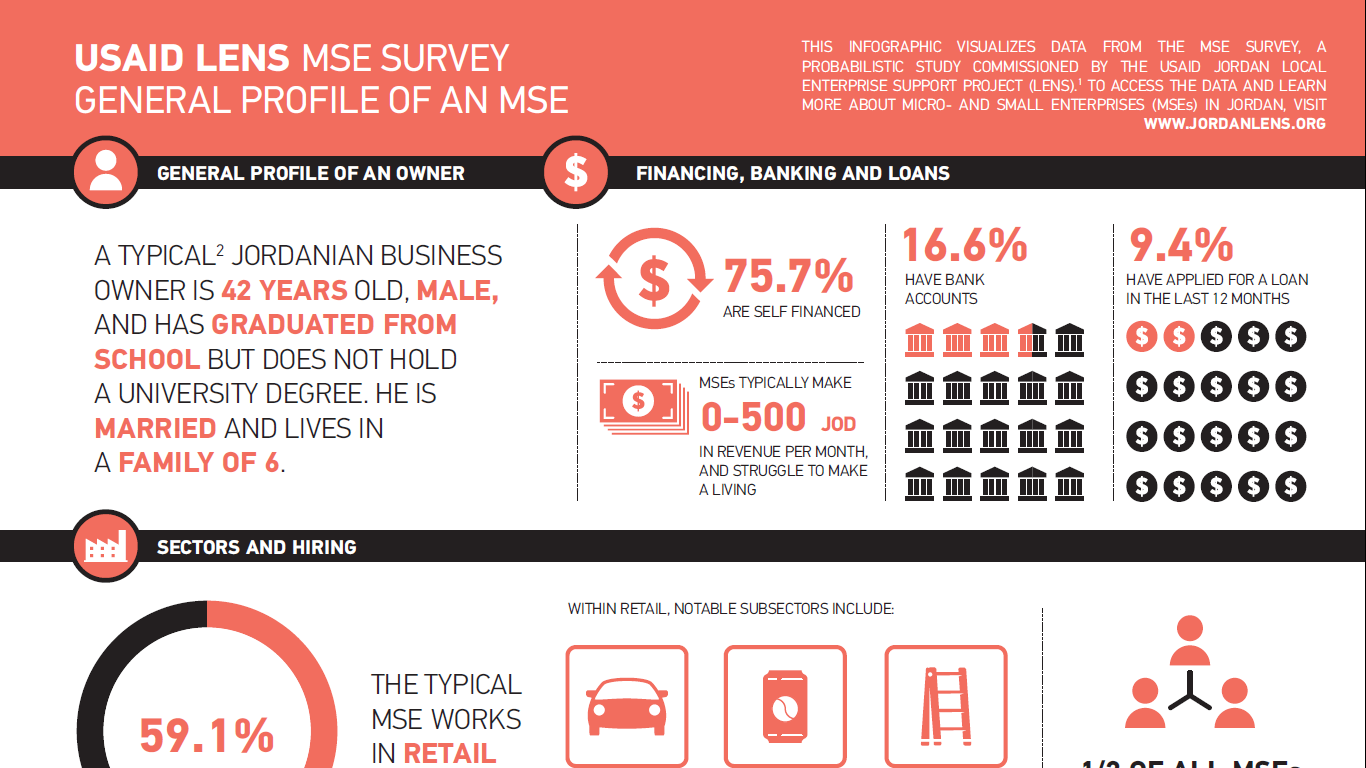 USAID LENS MSE SURVEY
GENERAL PROFILE OF AN MSE
THIS INFOGRAPHIC VISUALIZES DATA FROM THE MSE SURVEY, A
PROBABILISTIC STUDY COMMISSIONED BY THE USAID JORDAN LOCAL
ENTERPRISE SUPPORT PROJECT (LENS).¹ TO ACCESS THE DATA AND LEARN
MORE ABOUT MICRO- AND SMALL ENTERPRISES (MSEs) IN JORDAN, VISIT
WWW.JORDANLENS.ORG
GENERAL PROFILE OF AN OWNER
A TYPICAL² JORDANIAN BUSINESS
OWNER IS 42 YEARS OLD, MALE,
AND HAS GRADUATED FROM
SCHOOL BUT DOES NOT HOLD
A UNIVERSITY DEGREE. HE IS
MARRIED AND LIVES IN
A FAMILY OF 6.
FINANCING, BANKING AND LOANS
75.7%
ARE SELF FINANCED
MSEs TYPICALLY MAKE
0-500 JOD
IN REVENUE PER MONTH,
AND STRUGGLE TO MAKE
A LIVING
16.6%
HAVE BANK
ACCOUNTS
9.4%
HAVE APPLIED FOR A LOAN
IN THE LAST 12 MONTHS
SECTORS AND HIRING
59.1%
THE TYPICAL
MSE WORKS
IN RETAIL
WITHIN RETAIL, NOTABLE SUBSECTORS INCLUDE:
OF ALL MSEs